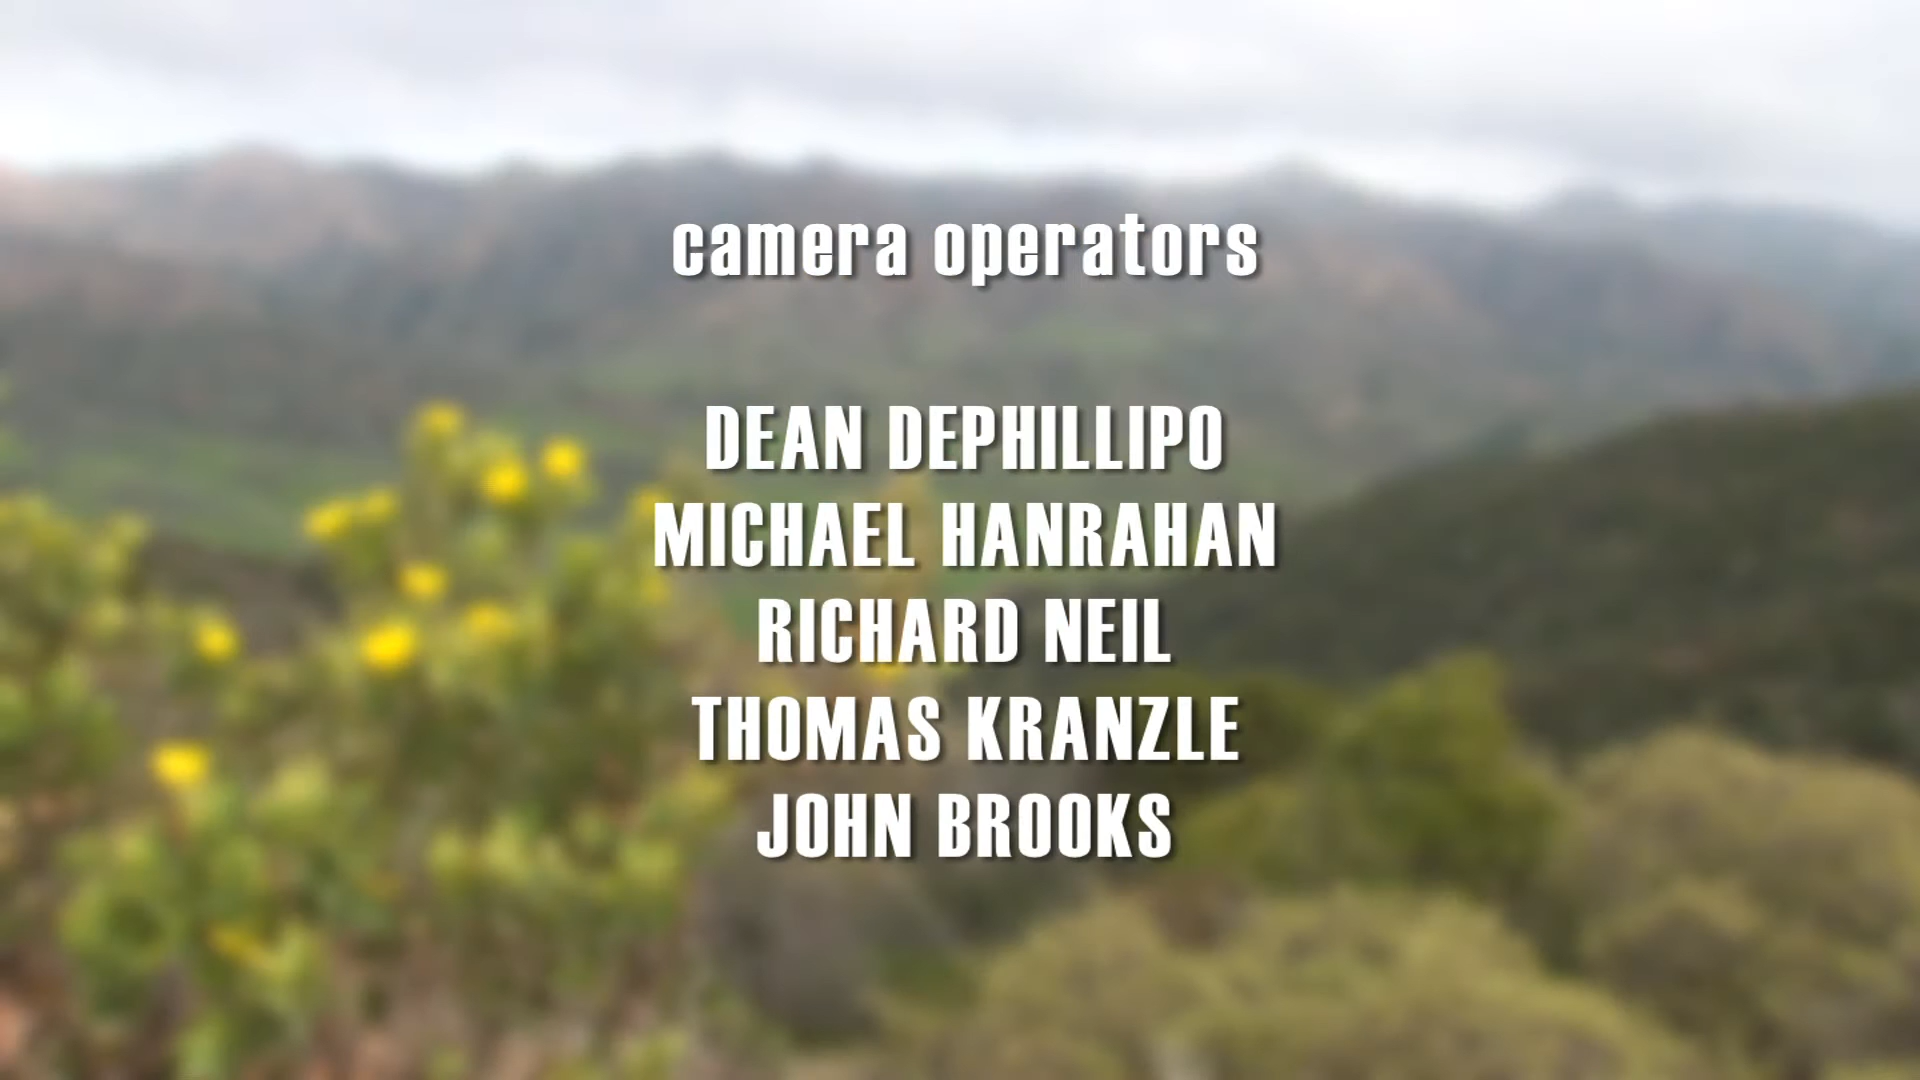 camera operators
DEAN DEPHILLIPO
MICHAEL HANRAHAN
RICHARD NEIL
THOMAS KRANZLE
JOHN BROOKS